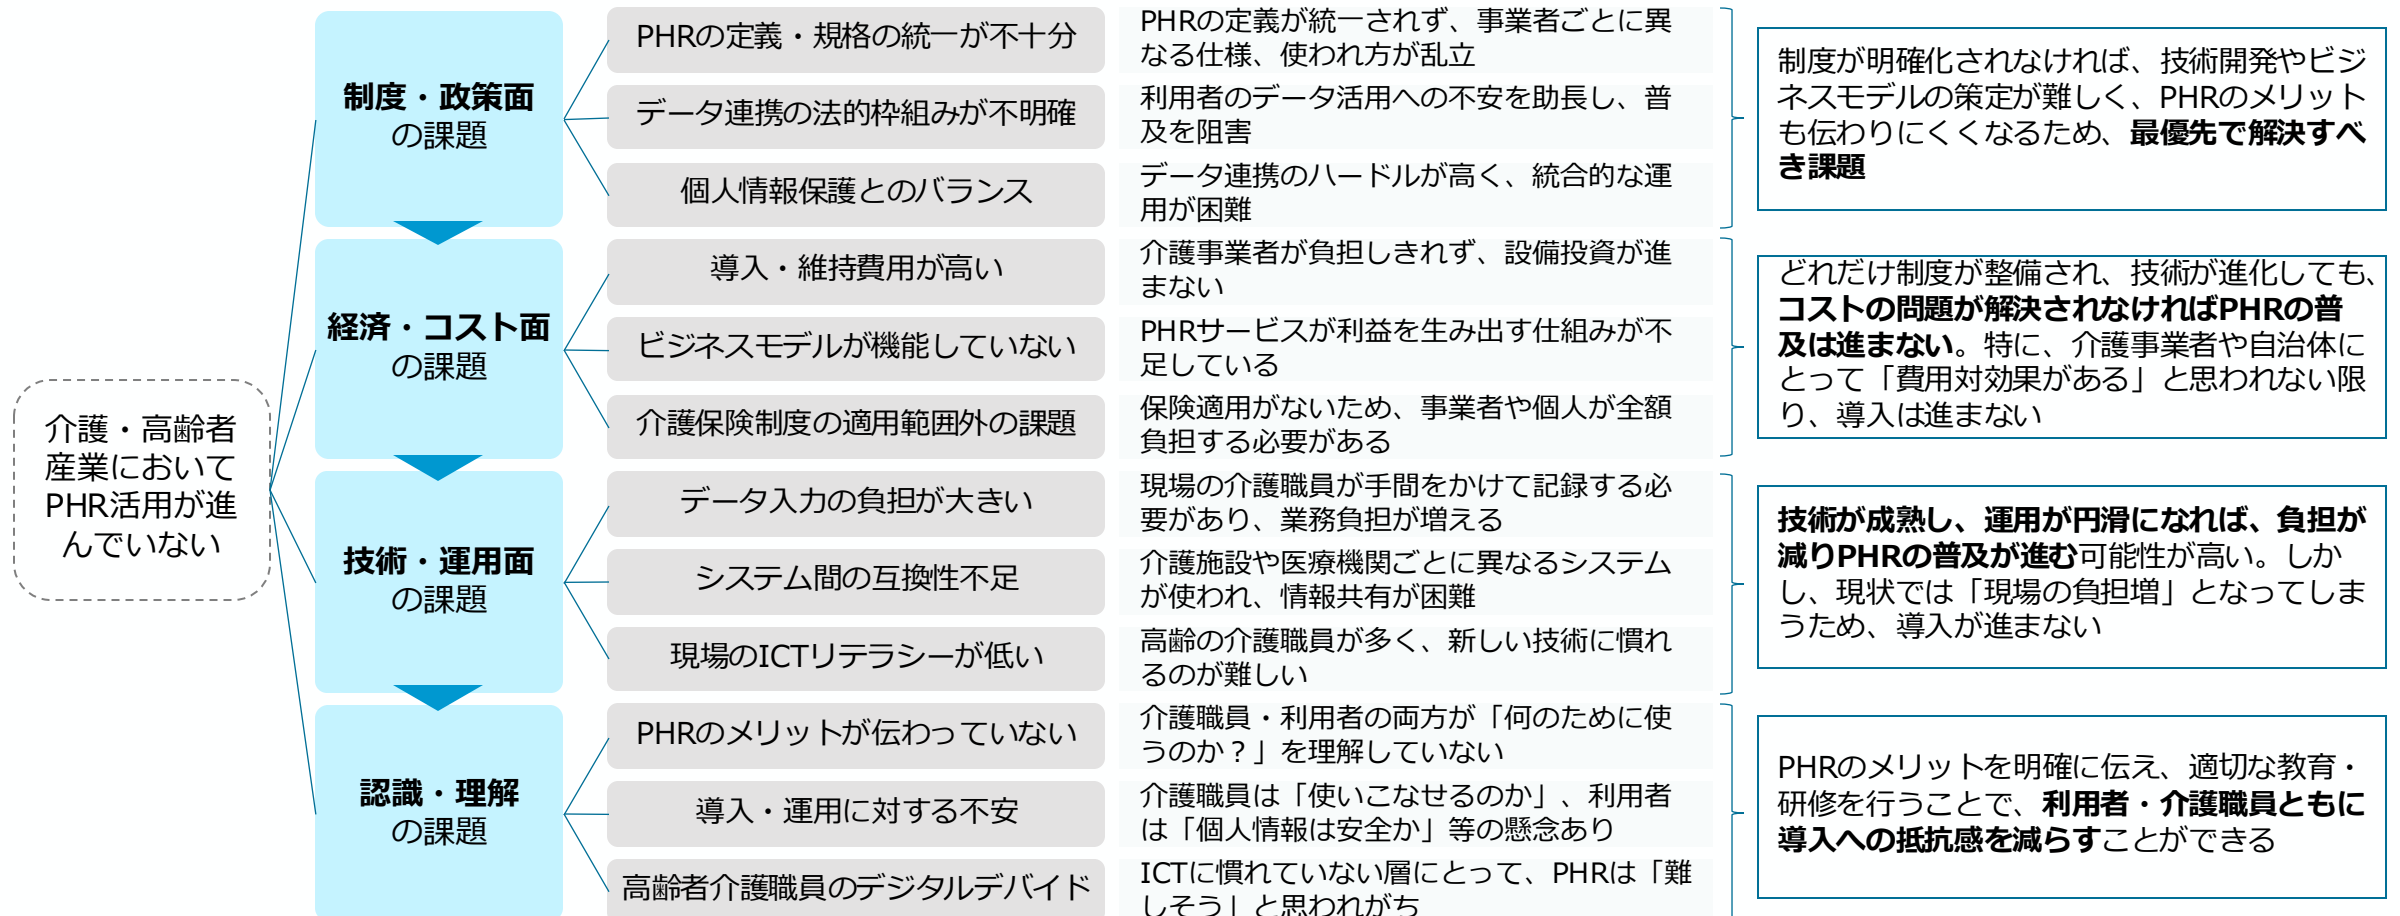 介護・高齢者
産業において
PHR活用が進
んでいない
制度・政策面
の課題
PHRの定義・規格の統一が不十分
PHRの定義が統一されず、事業者ごとに異
なる仕様、使われ方が乱立
データ連携の法的枠組みが不明確
利用者のデータ活用への不安を助長し、普
及を阻害
個人情報保護とのバランス
データ連携のハードルが高く、統合的な運
用が困難
制度が明確化されなければ、技術開発やビジ
ネスモデルの策定が難しく、PHRのメリット
も伝わりにくくなるため、最優先で解決すべ
き課題
経済・コスト面
の課題
導入・維持費用が高い
介護事業者が負担しきれず、設備投資が進
まない
ビジネスモデルが機能していない
PHRサービスが利益を生み出す仕組みが不
足している
介護保険制度の適用範囲外の課題
保険適用がないため、事業者や個人が全額
負担する必要がある
どれだけ制度が整備され、技術が進化しても、
コストの問題が解決されなければPHRの普
及は進まない。特に、介護事業者や自治体に
とって「費用対効果がある」と思われない限
り、導入は進まない
技術・運用面
の課題
データ入力の負担が大きい
現場の介護職員が手間をかけて記録する必
要があり、業務負担が増える
システム間の互換性不足
介護施設や医療機関ごとに異なるシステム
が使われ、情報共有が困難
現場のICTリテラシーが低い
高齢の介護職員が多く、新しい技術に慣れ
るのが難しい
技術が成熟し、運用が円滑になれば、負担が
減りPHRの普及が進む可能性が高い。しか
し、現状では「現場の負担増」となってしま
うため、導入が進まない
認識・理解
の課題
PHRのメリットが伝わっていない
介護職員・利用者の両方が「何のために使
うのか？」を理解していない
導入・運用に対する不安
介護職員は「使いこなせるのか」、利用者
は「個人情報は安全か」等の懸念あり
高齢者介護職員のデジタルデバイド
ICTに慣れていない層にとって、PHRは「難
しそう」と思われがち
PHRのメリットを明確に伝え、適切な教育・
研修を行うことで、利用者・介護職員ともに
導入への抵抗感を減らすことができる